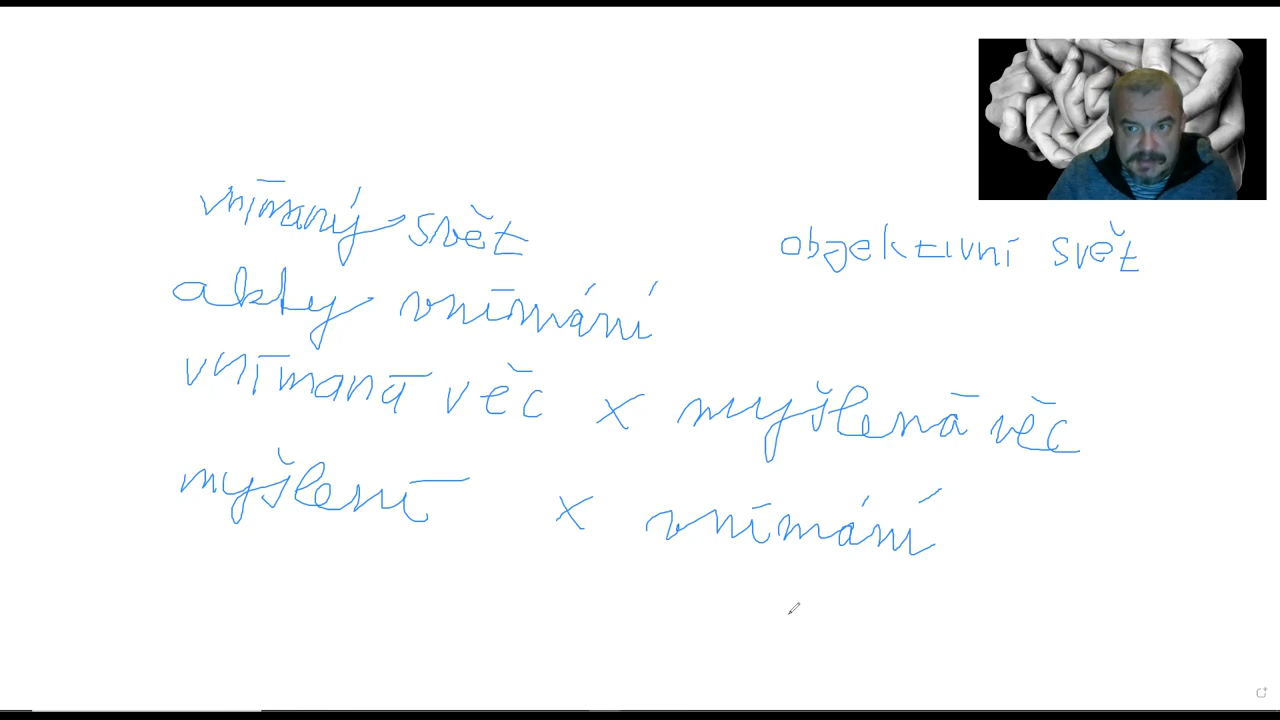 vnímaný svět
objektivní svět
akty vnímání
vnímaná věc x myšlená věc
myšlení x vnímání